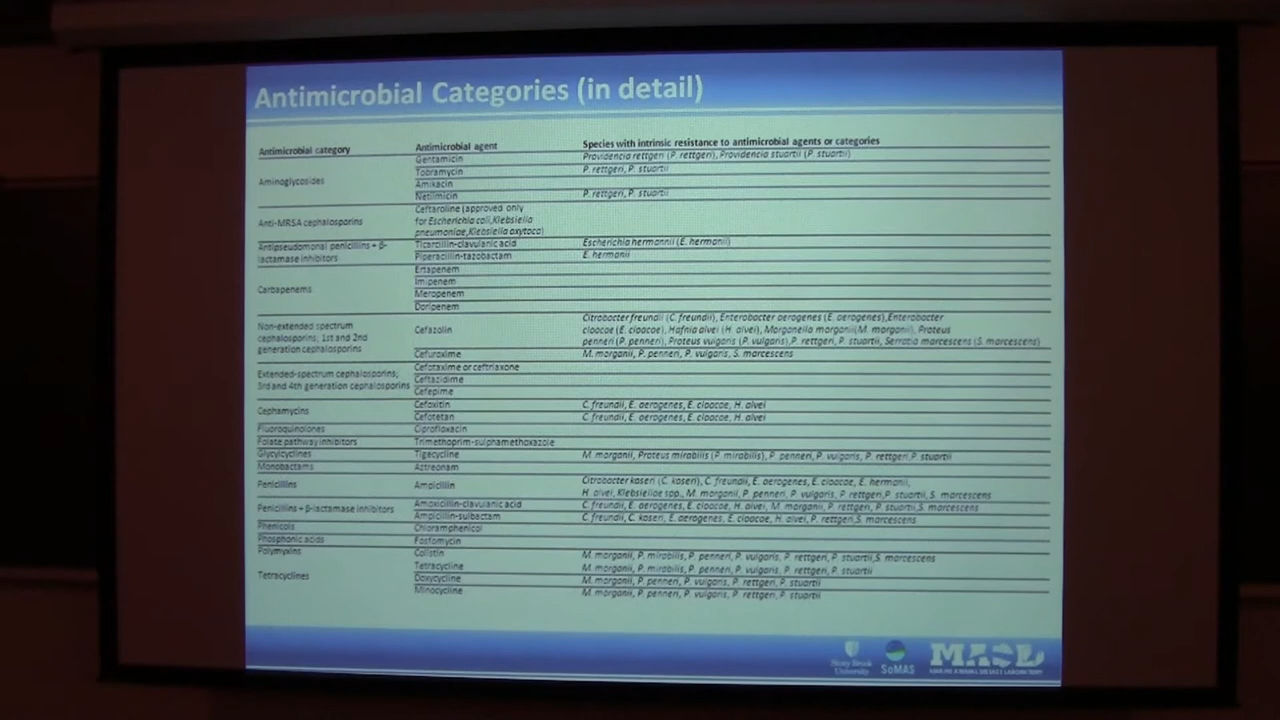 Antimicrobial Categories (in detail)
Antimicrobial category Antimicrobial agent Species with intrinsic resistance to antimicrobial agents or categories
Aminoglycosides
Gentamicin Providencia rettgeri (P. rettgeri), Providencia stuartii (P. stuartii)
Tobramycin P. rettgeri, P. stuartii
Amikacin
Netilmicin P. rettgeri, P. stuartii
Anti-MRSA cephalosporins
Ceftaroline (approved only
for Escherichia coli,Klebsiella
pneumoniae,Klebsiella oxytoca)
Antipseudomonal penicillins + β-
lactamase inhibitors
Ticarcillin-clavulanic acid Escherichia hermannii (E. hermanii)
Piperacillin-tazobactam E. hermanii
Carbapenems
Ertapenem
Imipenem
Meropenem
Doripenem
Non-extended spectrum
cephalosporins; 1st and 2nd
generation cephalosporins
Cefazolin
Citrobacter freundii (C. freundii), Enterobacter aerogenes (E. aerogenes),Enterobacter
cloacae (E. cloacae), Hafnia alvei (H. alvei), Morganella morganii(M. morganii), Proteus
penneri (P. penneri), Proteus vulgaris (P. vulgaris),P. rettgeri, P. stuartii, Serratia marcescens (S. marcescens)
Cefuroxime M. morganii, P. penneri, P. vulgaris, S. marcescens
Extended-spectrum cephalosporins;
3rd and 4th generation cephalosporins
Cefotaxime or ceftriaxone
Ceftazidime
Cefepime
Cephamycins
Cefoxitin C. freundii, E. aerogenes, E. cloacae, H. alvei
Cefotetan C. freundii, E. aerogenes, E. cloacae, H. alvei
Fluoroquinolones Ciprofloxacin
Folate pathway inhibitors Trimethoprim-sulphamethoxazole
Glycylcyclines Tigecycline M. morganii, Proteus mirabilis (P. mirabilis), P. penneri, P. vulgaris, P. rettgeri,P. stuartii
Monobactams Aztreonam
Penicillins Ampicillin
Citrobacter koseri (C. koseri), C. freundii, E. aerogenes, E. cloacae, E. hermanii,
H. alvei, Klebsiellae spp., M. morganii, P. penneri, P. vulgaris, P. rettgeri,P. stuartii, S. marcescens
Penicillins + β-lactamase inhibitors
Amoxicillin-clavulanic acid C. freundii, E. aerogenes, E. cloacae, H. alvei, M. morganii, P. rettgeri, P. stuartii,S. marcescens
Ampicillin-sulbactam C. freundii, C. koseri, E. aerogenes, E. cloacae, H. alvei, P. rettgeri,S. marcescens
Phenicols Chloramphenicol
Phosphonic acids Fosfomycin
Polymyxins Colistin M. morganii, P. mirabilis, P. penneri, P. vulgaris, P. rettgeri, P. stuartii,S. marcescens
Tetracyclines
Tetracycline M. morganii, P. mirabilis, P. penneri, P. vulgaris, P. rettgeri, P. stuartii
Doxycycline M. morganii, P. penneri, P. vulgaris, P. rettgeri, P. stuartii
Minocycline M. morganii, P. penneri, P. vulgaris, P. rettgeri, P. stuartii
Stony Brook
University
SoMAS
MADL
MARINE ANIMAL DISEASE LABORATORY